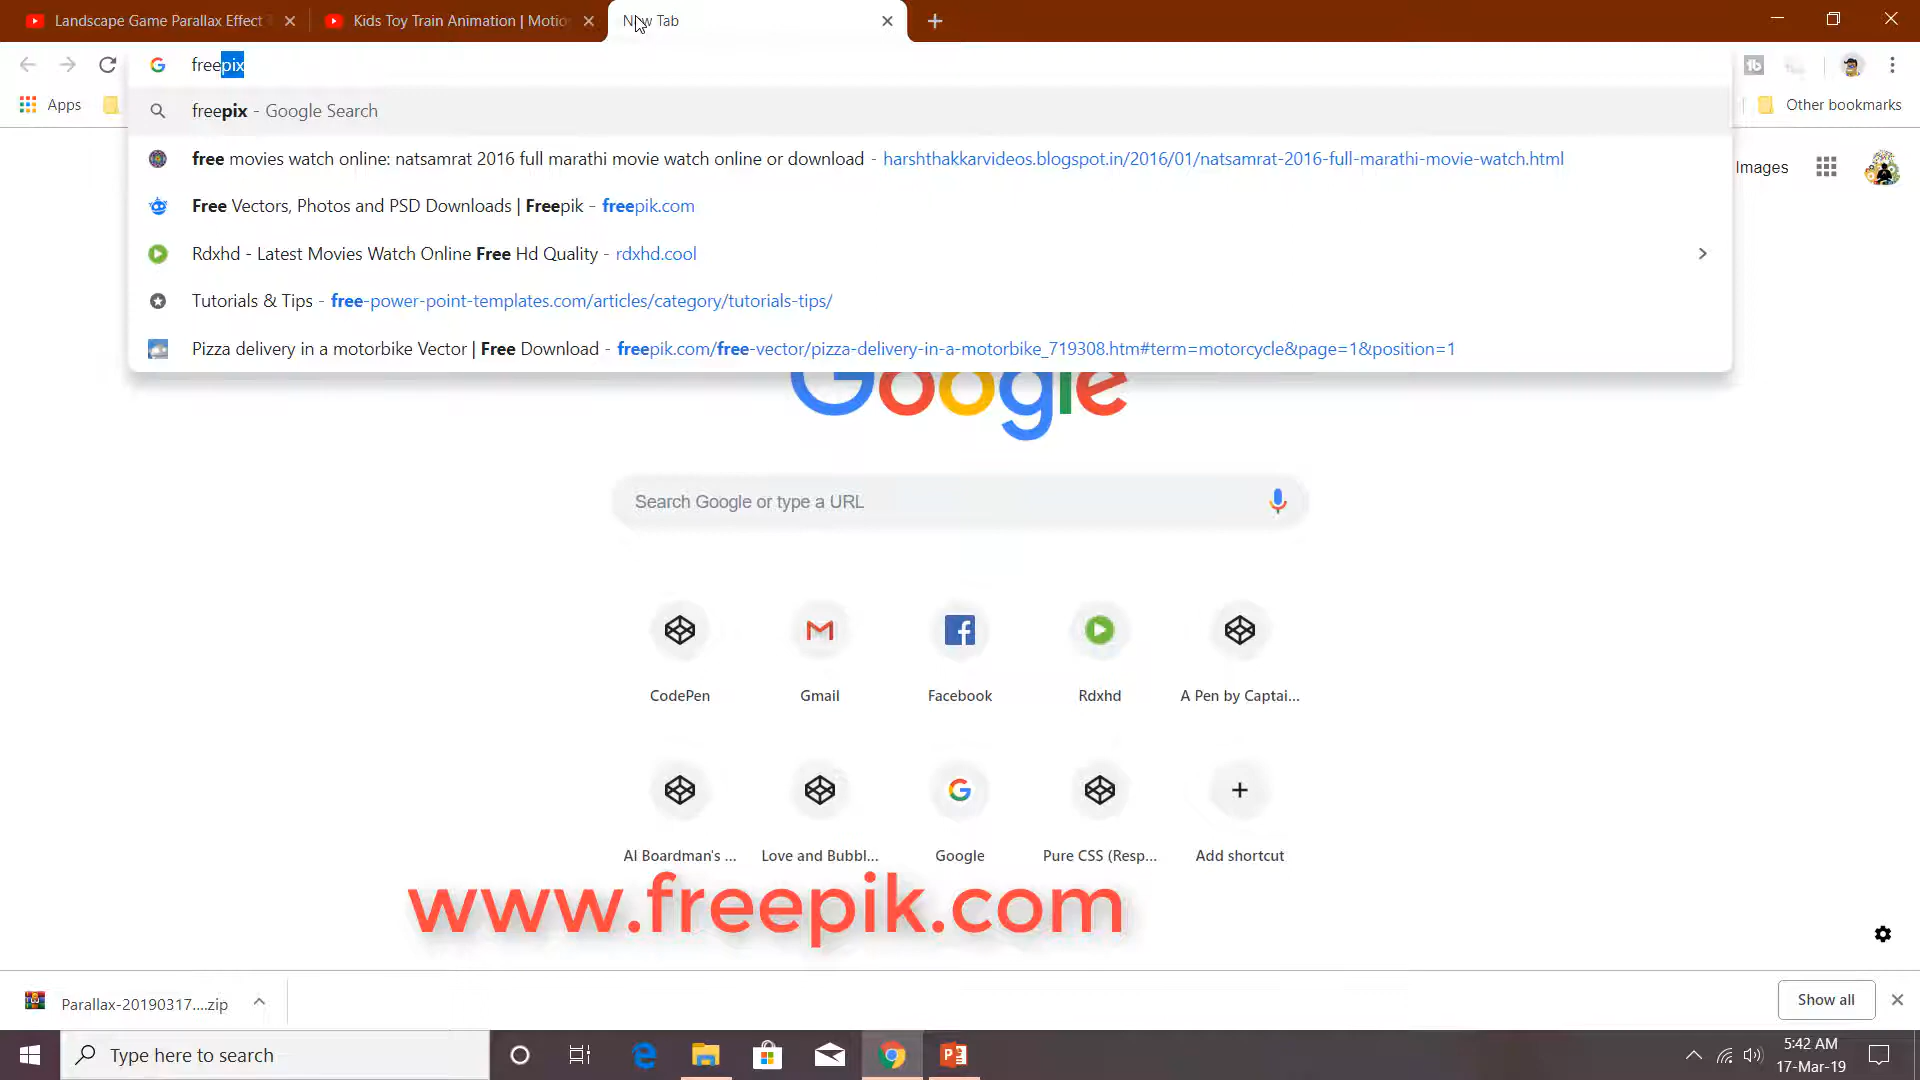 Landscape Game Parallax Effect
Kids Toy Train Animation | Motio
New Tab
freepix
Apps
Other bookmarks
freepix - Google Search
free movies watch online: natsamrat 2016 full marathi movie watch online or download - harshthakkarvideos.blogspot.in/2016/01/natsamrat-2016-full-marathi-movie-watch.html
Free Vectors, Photos and PSD Downloads | Freepik - freepik.com
Rdxhd - Latest Movies Watch Online Free Hd Quality - rdxhd.cool
Tutorials & Tips - free-power-point-templates.com/articles/category/tutorials-tips/
Pizza delivery in a motorbike Vector | Free Download - freepik.com/free-vector/pizza-delivery-in-a-motorbike_719308.htm#term=motorcycle&page=1&position=1
Images
Google
Search Google or type a URL
CodePen
Gmail
Facebook
Rdxhd
A Pen by Captai...
Al Boardman's ...
Love and Bubbl...
Google
Pure CSS (Resp...
Add shortcut
www.freepik.com
Parallax-20190317....zip
Show all
Type here to search
5:42 AM
17-Mar-19